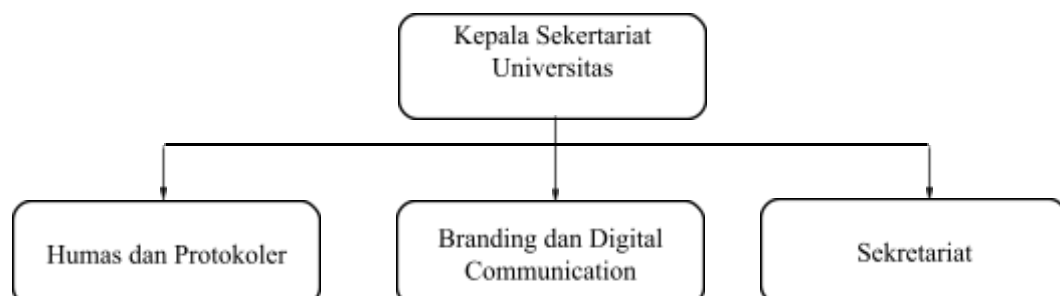 Kepala Sekertariat
Universitas
Humas dan Protokoler
Branding dan Digital
Communication
Sekretariat